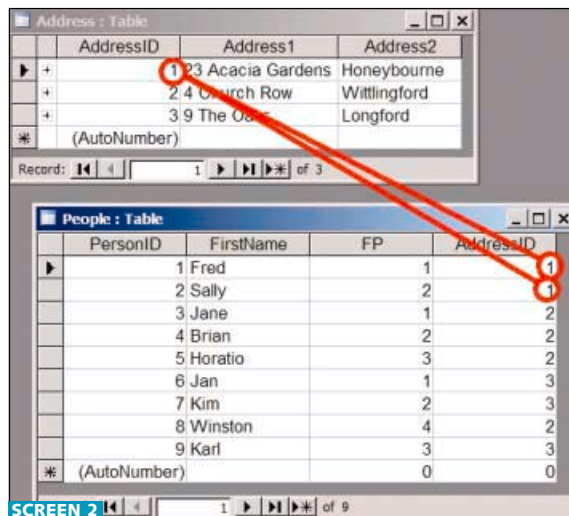 Address : Table
AddressID Address1 Address2
+ 1 23 Acacia Gardens Honeybourne
+ 2 4 Church Row Wittlingford
+ 3 9 The Longford
* (AutoNumber)
Record: 1 of 3
People : Table
PersonID FirstName FP AddressID
1 Fred 1 1
2 Sally 2 1
3 Jane 1 2
4 Brian 2 2
5 Horatio 3 2
6 Jan 1 3
7 Kim 2 3
8 Winston 4 2
9 Karl 3 3
* (AutoNumber) 0 0
SCREEN 2 1 of 9